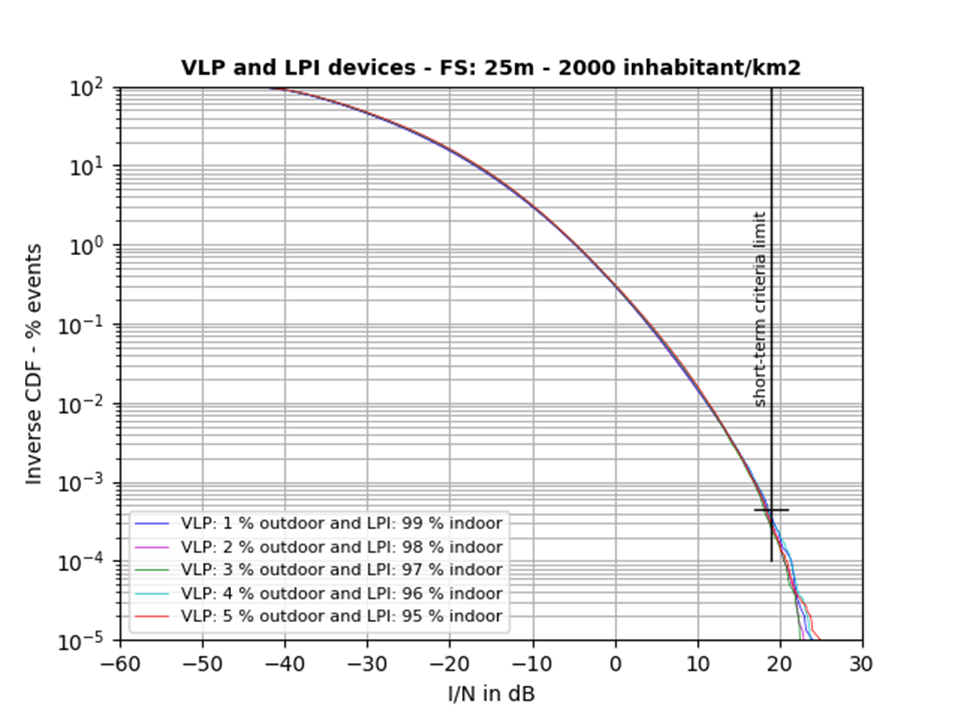 VLP and LPI devices - FS: 25m - 2000 inhabitant/km2
10²
10¹
10⁰
10⁻¹
10⁻²
10⁻³
10⁻⁴
10⁻⁵
Inverse CDF - % events
short-term criteria limit
VLP: 1 % outdoor and LPI: 99 % indoor
VLP: 2 % outdoor and LPI: 98 % indoor
VLP: 3 % outdoor and LPI: 97 % indoor
VLP: 4 % outdoor and LPI: 96 % indoor
VLP: 5 % outdoor and LPI: 95 % indoor
−60 −50 −40 −30 −20 −10 0 10 20 30
I/N in dB